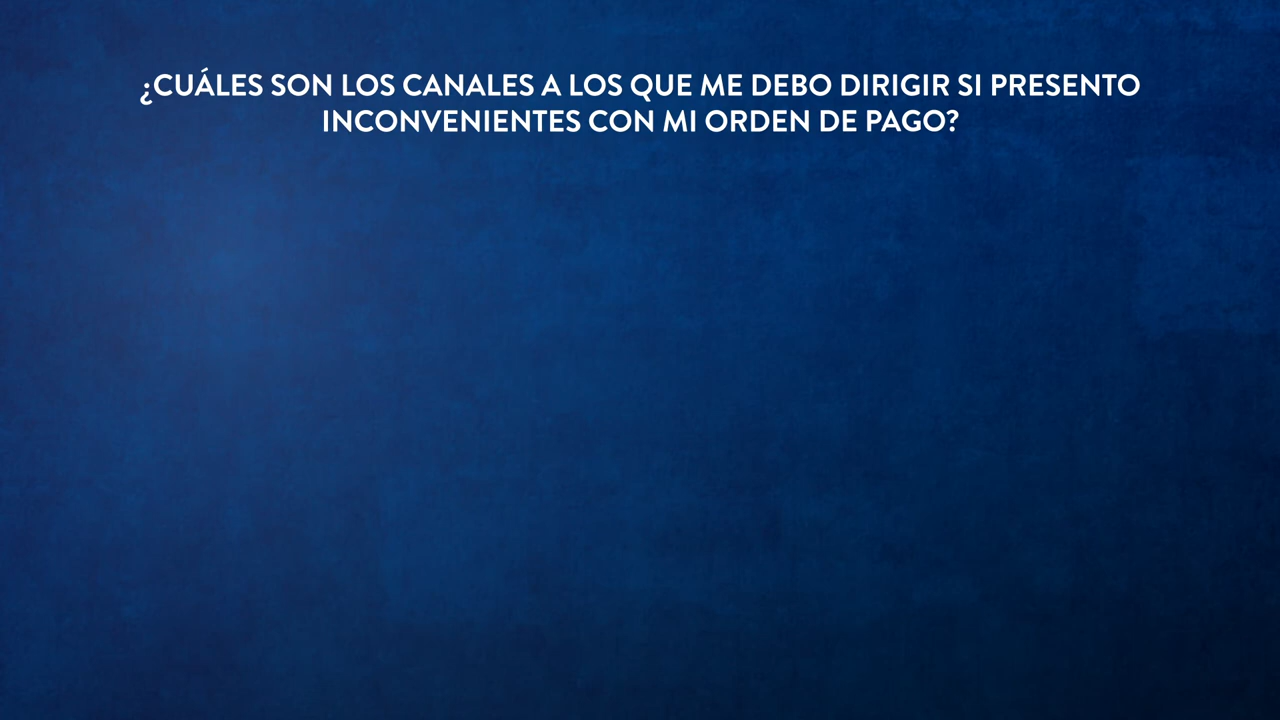 ¿CUÁLES SON LOS CANALES A LOS QUE ME DEBO DIRIGIR SI PRESENTO
INCONVENIENTES CON MI ORDEN DE PAGO?